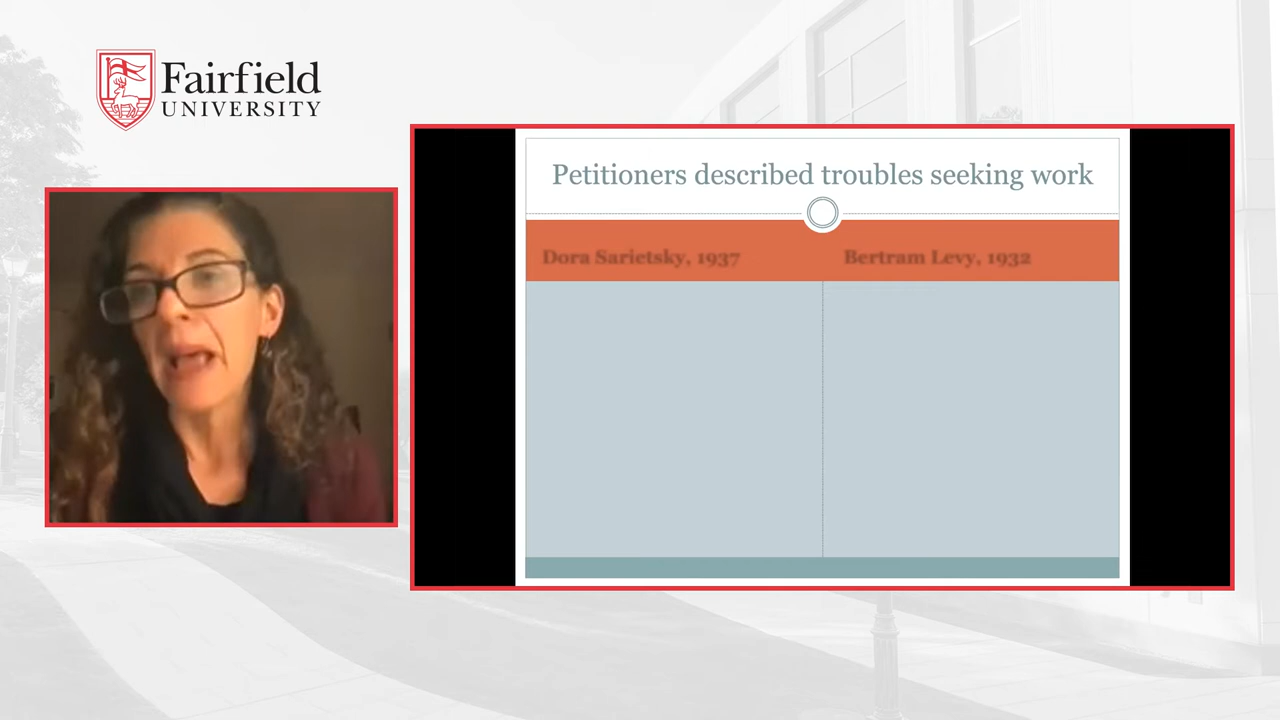 Fairfield
UNIVERSITY
Petitioners described troubles seeking work
Dora Sarietsky, 1937
Bertram Levy, 1932